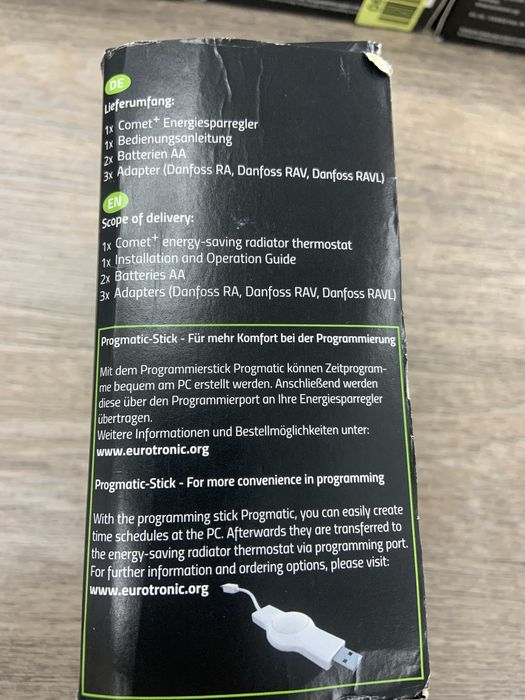 DE
Lieferumfang:
1x Comet+ Energiesparregler
1x Bedienungsanleitung
2x Batterien AA
3x Adapter (Danfoss RA, Danfoss RAV, Danfoss RAVL)
EN
Scope of delivery:
1x Comet+ energy-saving radiator thermostat
1x Installation and Operation Guide
2x Batteries AA
3x Adapters (Danfoss RA, Danfoss RAV, Danfoss RAVL)
Progmatic-Stick - Für mehr Komfort bei der Programmierung
Mit dem Programmierstick Progmatic können Zeitprogram-
me bequem am PC erstellt werden. Anschließend werden
diese über den Programmierport an Ihre Energiesparregler
übertragen.
Weitere Informationen und Bestellmöglichkeiten unter:
www.eurotronic.org
Progmatic-Stick - For more convenience in programming
With the programming stick Progmatic, you can easily create
time schedules at the PC. Afterwards they are transferred to
the energy-saving radiator thermostat via programming port.
For further information and ordering options, please visit:
www.eurotronic.org